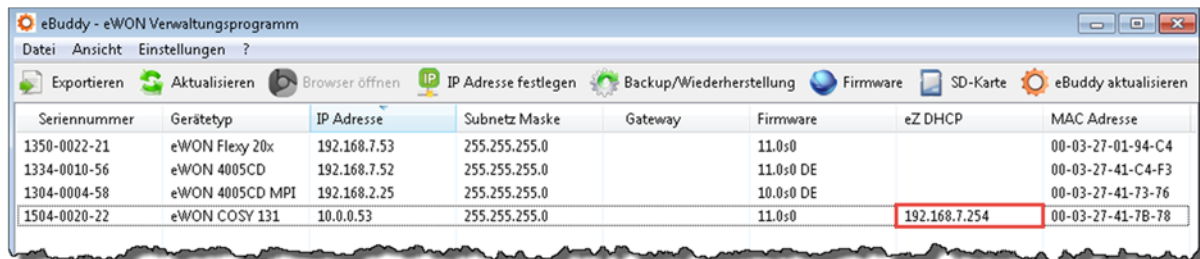 eBuddy - eWON Verwaltungsprogramm
Datei Ansicht Einstellungen ?
Exportieren Aktualisieren Browser öffnen IP IP Adresse festlegen Backup/Wiederherstellung Firmware SD-Karte eBuddy aktualisieren
Seriennummer Gerätetyp IP Adresse Subnetz Maske Gateway Firmware eZ DHCP MAC Adresse
1350-0022-21 eWON Flexy 20x 192.168.7.53 255.255.255.0 11.0s0 00-03-27-01-94-C4
1334-0010-56 eWON 4005CD 192.168.7.52 255.255.255.0 11.0s0 DE 00-03-27-41-C4-F3
1304-0004-58 eWON 4005CD MPI 192.168.2.25 255.255.255.0 10.0s0 DE 00-03-27-41-73-76
1504-0020-22 eWON COSY 131 10.0.0.53 255.255.255.0 11.0s0 192.168.7.254 00-03-27-41-7B-78